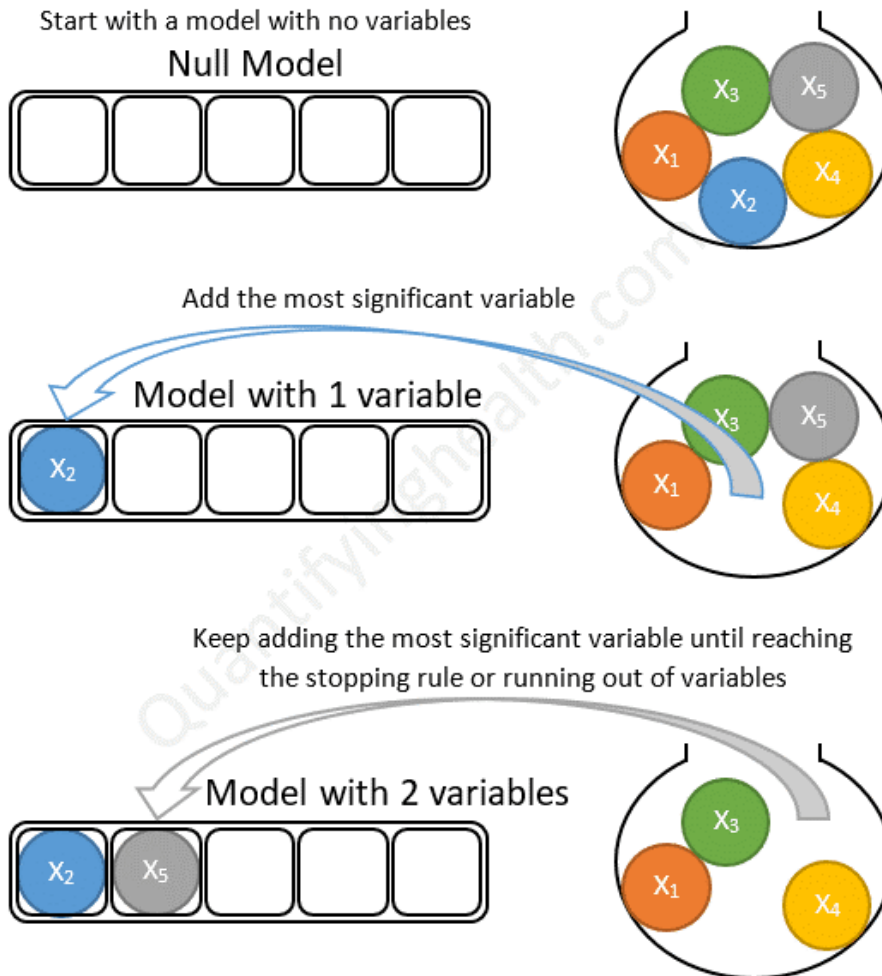 Start with a model with no variables
Null Model
X₃ X₅
X₁ X₄
X₂
Add the most significant variable
Model with 1 variable
X₂
X₃ X₅
X₁ X₄
Keep adding the most significant variable until reaching
the stopping rule or running out of variables
Model with 2 variables
X₂ X₅
X₃
X₁ X₄
Quantifyinghealth.com